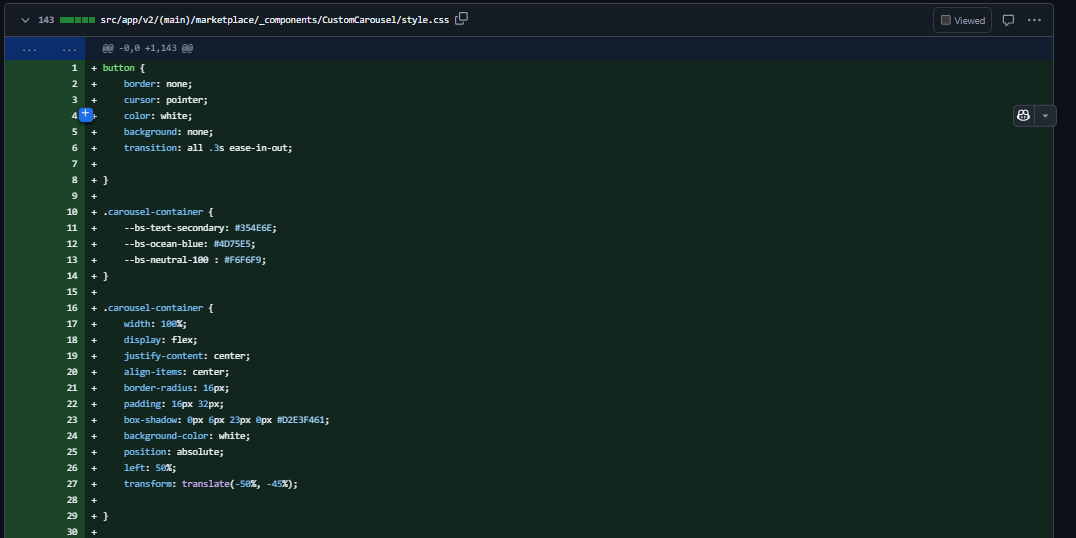 143 src/app/v2/(main)/marketplace/_components/CustomCarousel/style.css Viewed ...
... ... @@ -0,0 +1,143 @@
1 + button {
2 + border: none;
3 + cursor: pointer;
4 + color: white;
5 + background: none;
6 + transition: all .3s ease-in-out;
7 +
8 + }
9 +
10 + .carousel-container {
11 + --bs-text-secondary: #354E6E;
12 + --bs-ocean-blue: #4D75E5;
13 + --bs-neutral-100 : #F6F6F9;
14 + }
15 +
16 + .carousel-container {
17 + width: 100%;
18 + display: flex;
19 + justify-content: center;
20 + align-items: center;
21 + border-radius: 16px;
22 + padding: 16px 32px;
23 + box-shadow: 0px 6px 23px 0px #D2E3F461;
24 + background-color: white;
25 + position: absolute;
26 + left: 50%;
27 + transform: translate(-50%, -45%);
28 +
29 + }
30 +